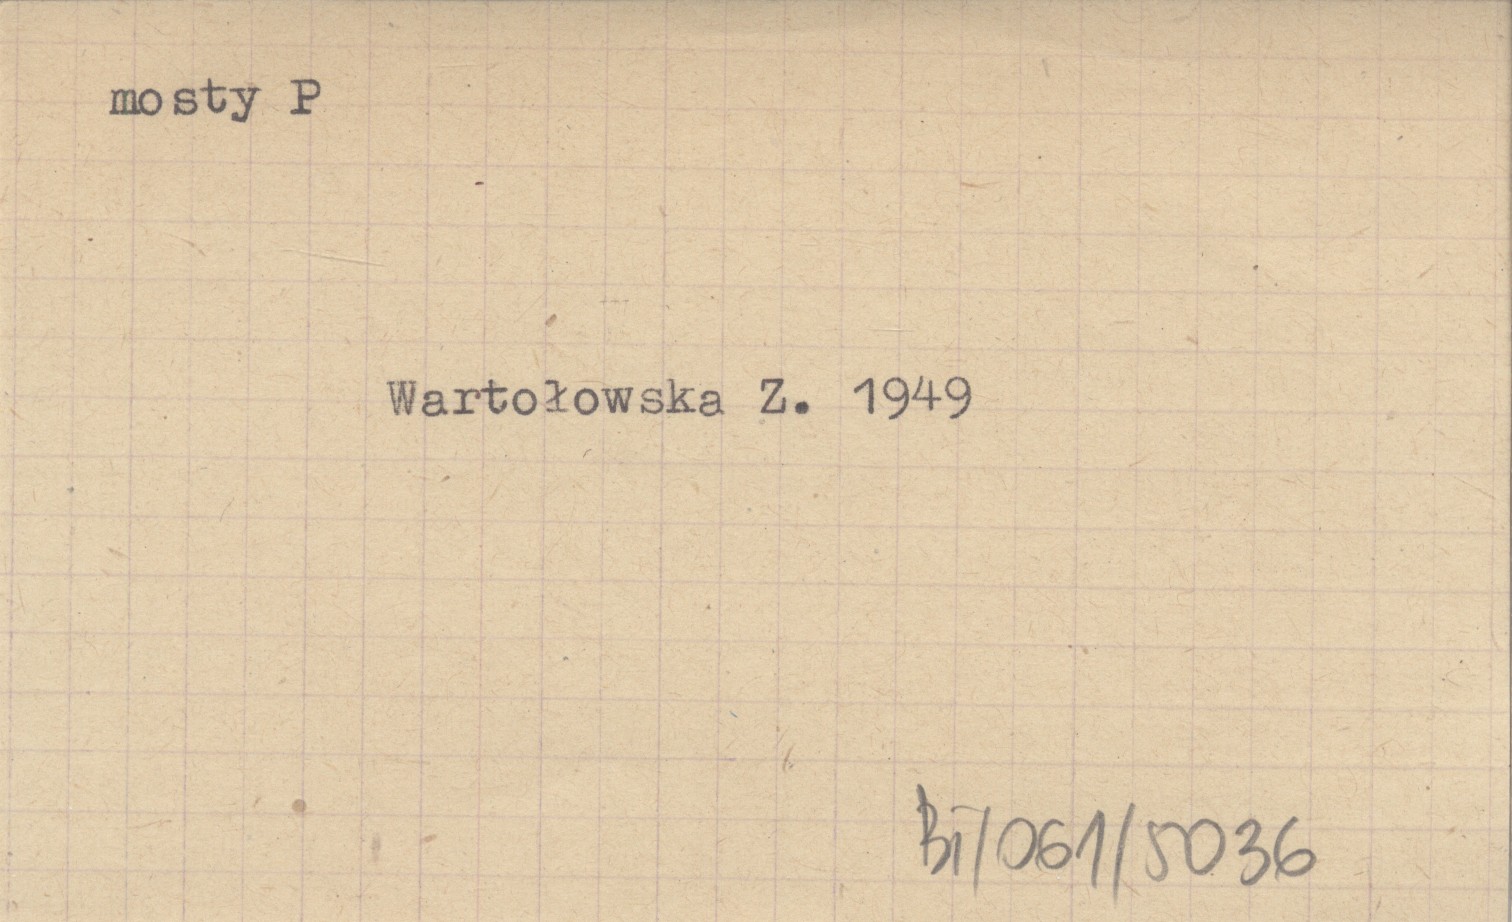 mosty P
Wartołowska Z. 1949
Bi/061/5036